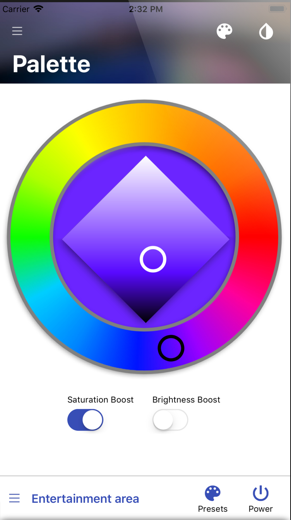 Carrier 2:32 PM
Palette
Saturation Boost Brightness Boost
Entertainment area
Presets Power